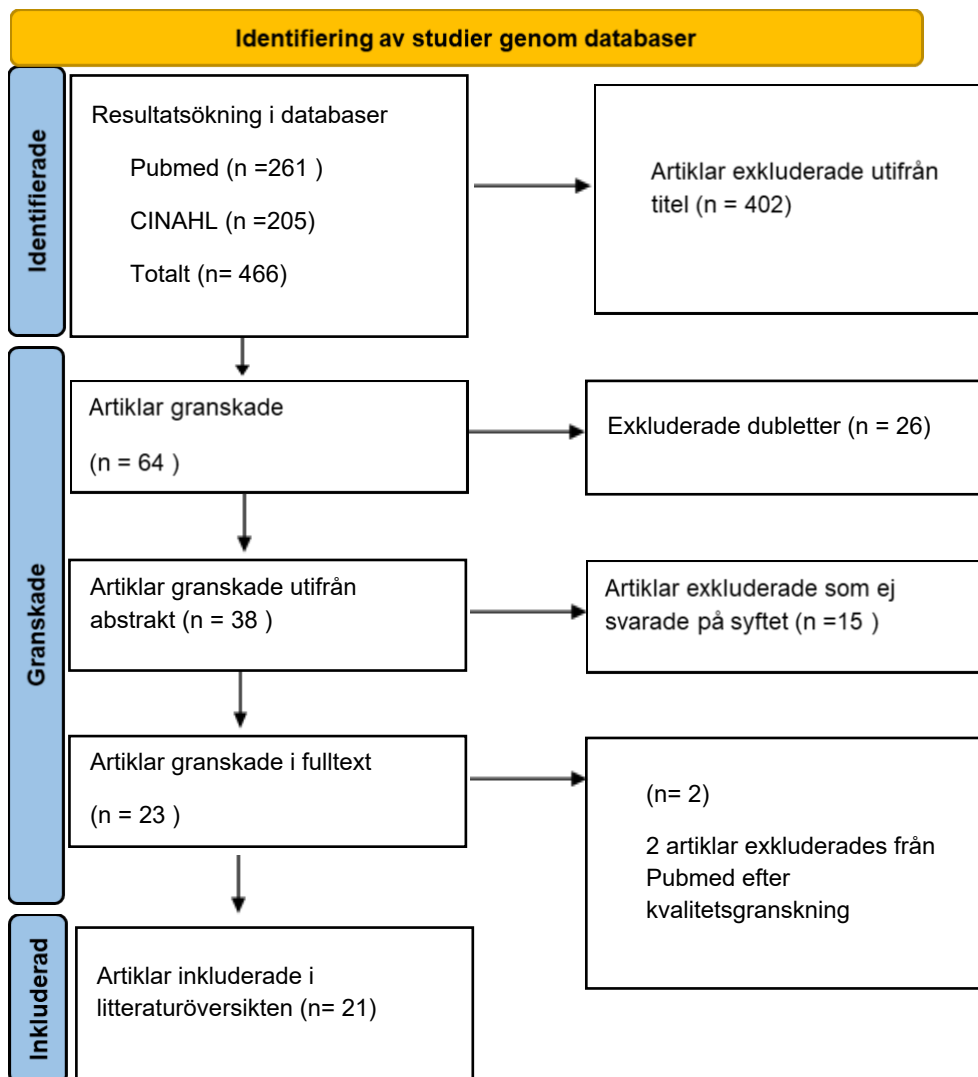 Identifiering av studier genom databaser
Identifierade
Resultatsökning i databaser
Pubmed (n =261 )
CINAHL (n =205)
Totalt (n= 466)
Artiklar exkluderade utifrån
titel (n = 402)
Granskade
Artiklar granskade
(n = 64 )
Exkluderade dubletter (n = 26)
Artiklar granskade utifrån
abstrakt (n = 38 )
Artiklar exkluderade som ej
svarade på syftet (n =15 )
Artiklar granskade i fulltext
(n = 23 )
(n= 2)
2 artiklar exkluderades från
Pubmed efter
kvalitetsgranskning
Inkluderad
Artiklar inkluderade i
litteraturöversikten (n= 21)